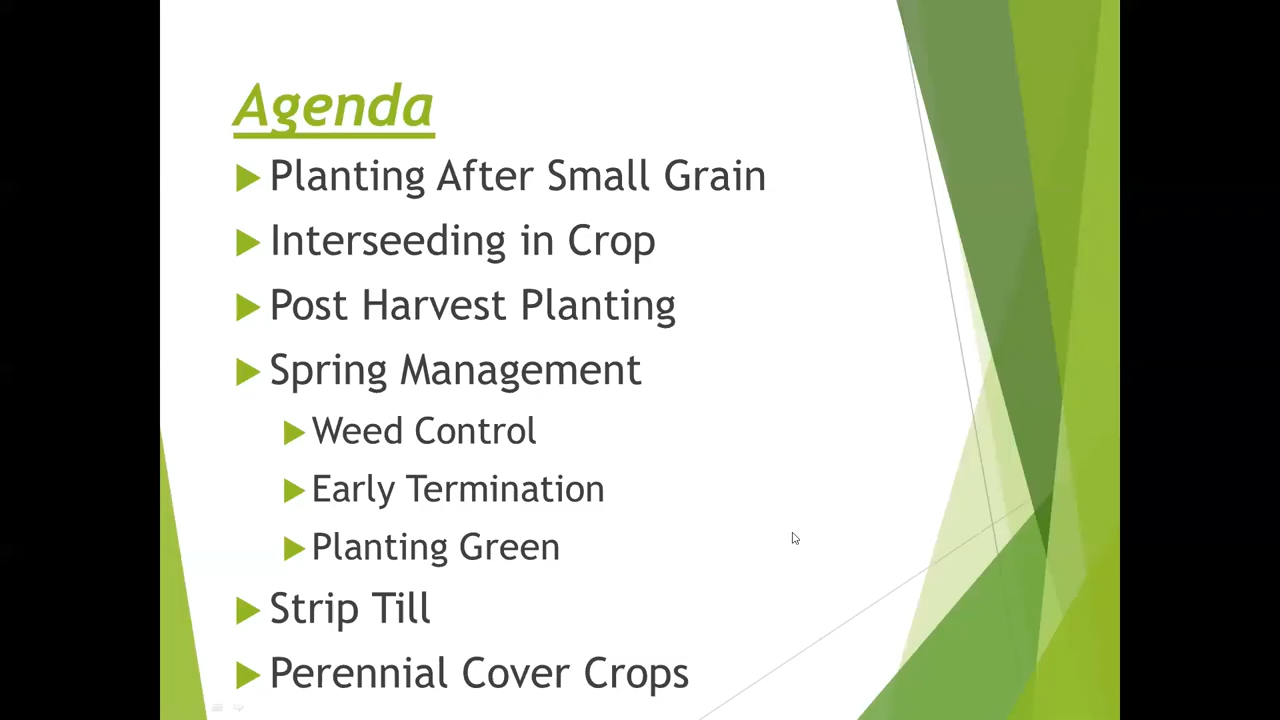 Agenda
Planting After Small Grain
Interseeding in Crop
Post Harvest Planting
Spring Management
Weed Control
Early Termination
Planting Green
Strip Till
Perennial Cover Crops